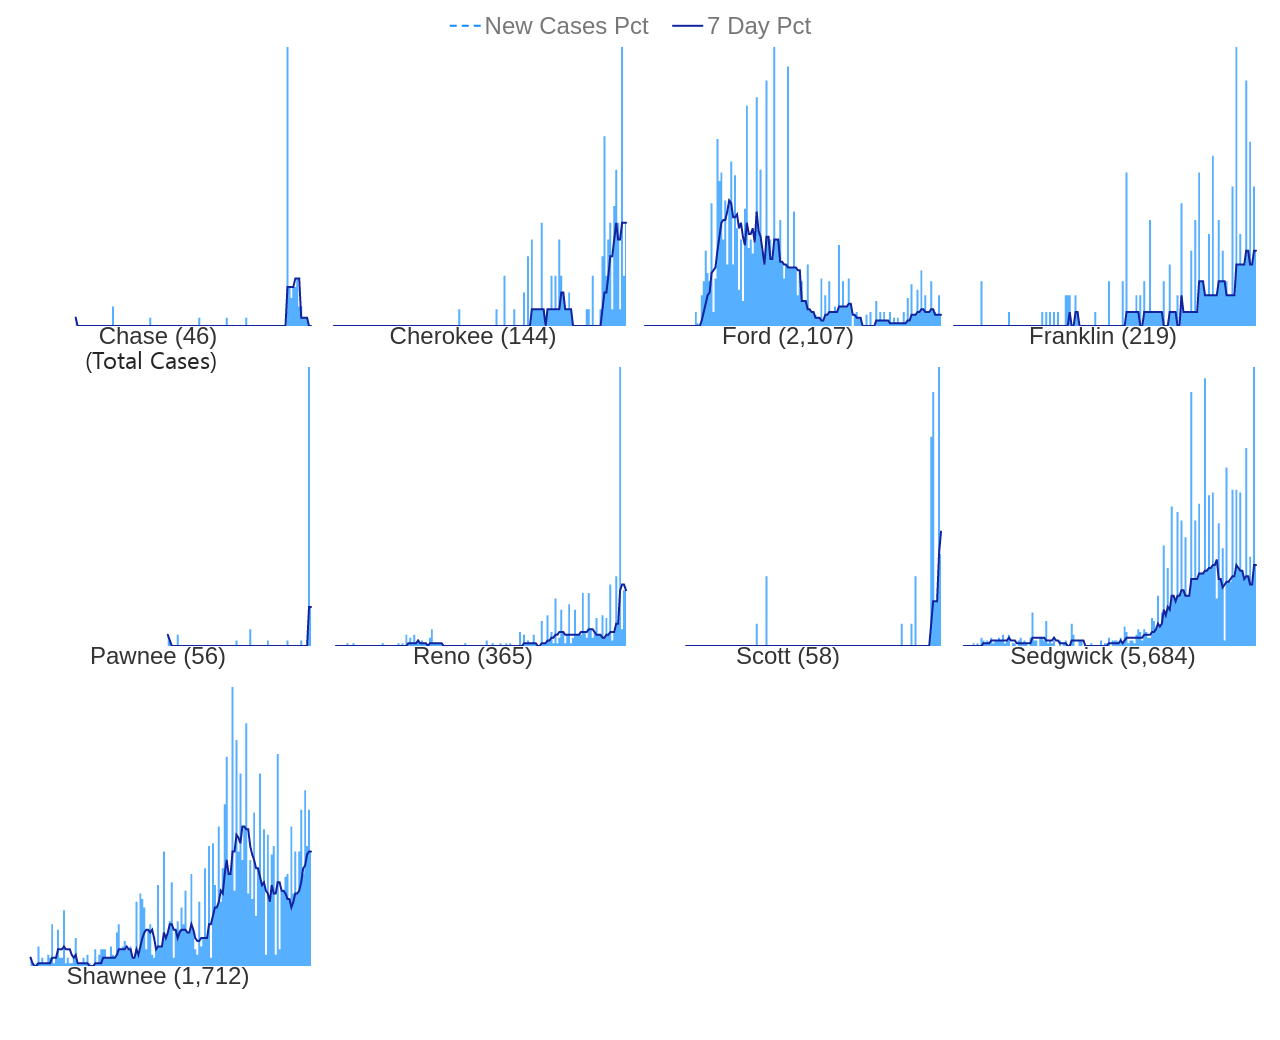 New Cases Pct 7 Day Pct
Chase (46)
(Total Cases)
Cherokee (144)
Ford (2,107)
Franklin (219)
Pawnee (56)
Reno (365)
Scott (58)
Sedgwick (5,684)
Shawnee (1,712)